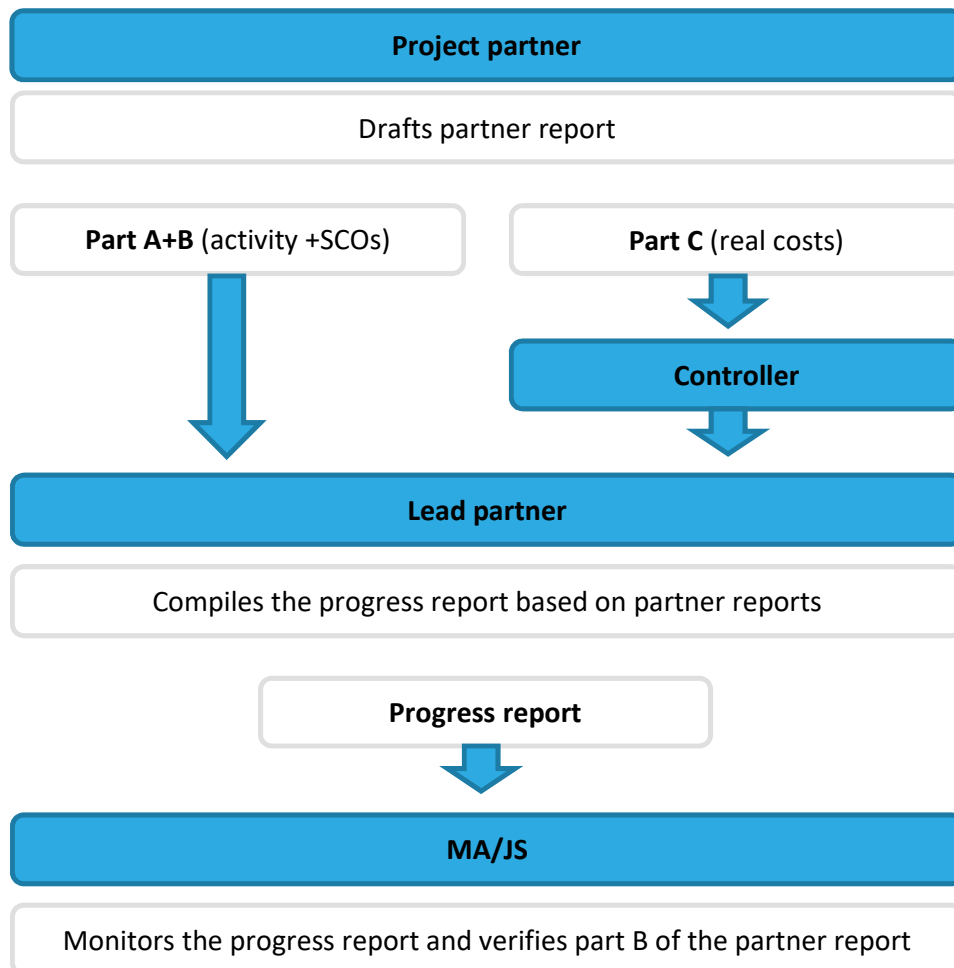 Project partner
Drafts partner report
Part A+B (activity +SCOs)
Part C (real costs)
Controller
Lead partner
Compiles the progress report based on partner reports
Progress report
MA/JS
Monitors the progress report and verifies part B of the partner report